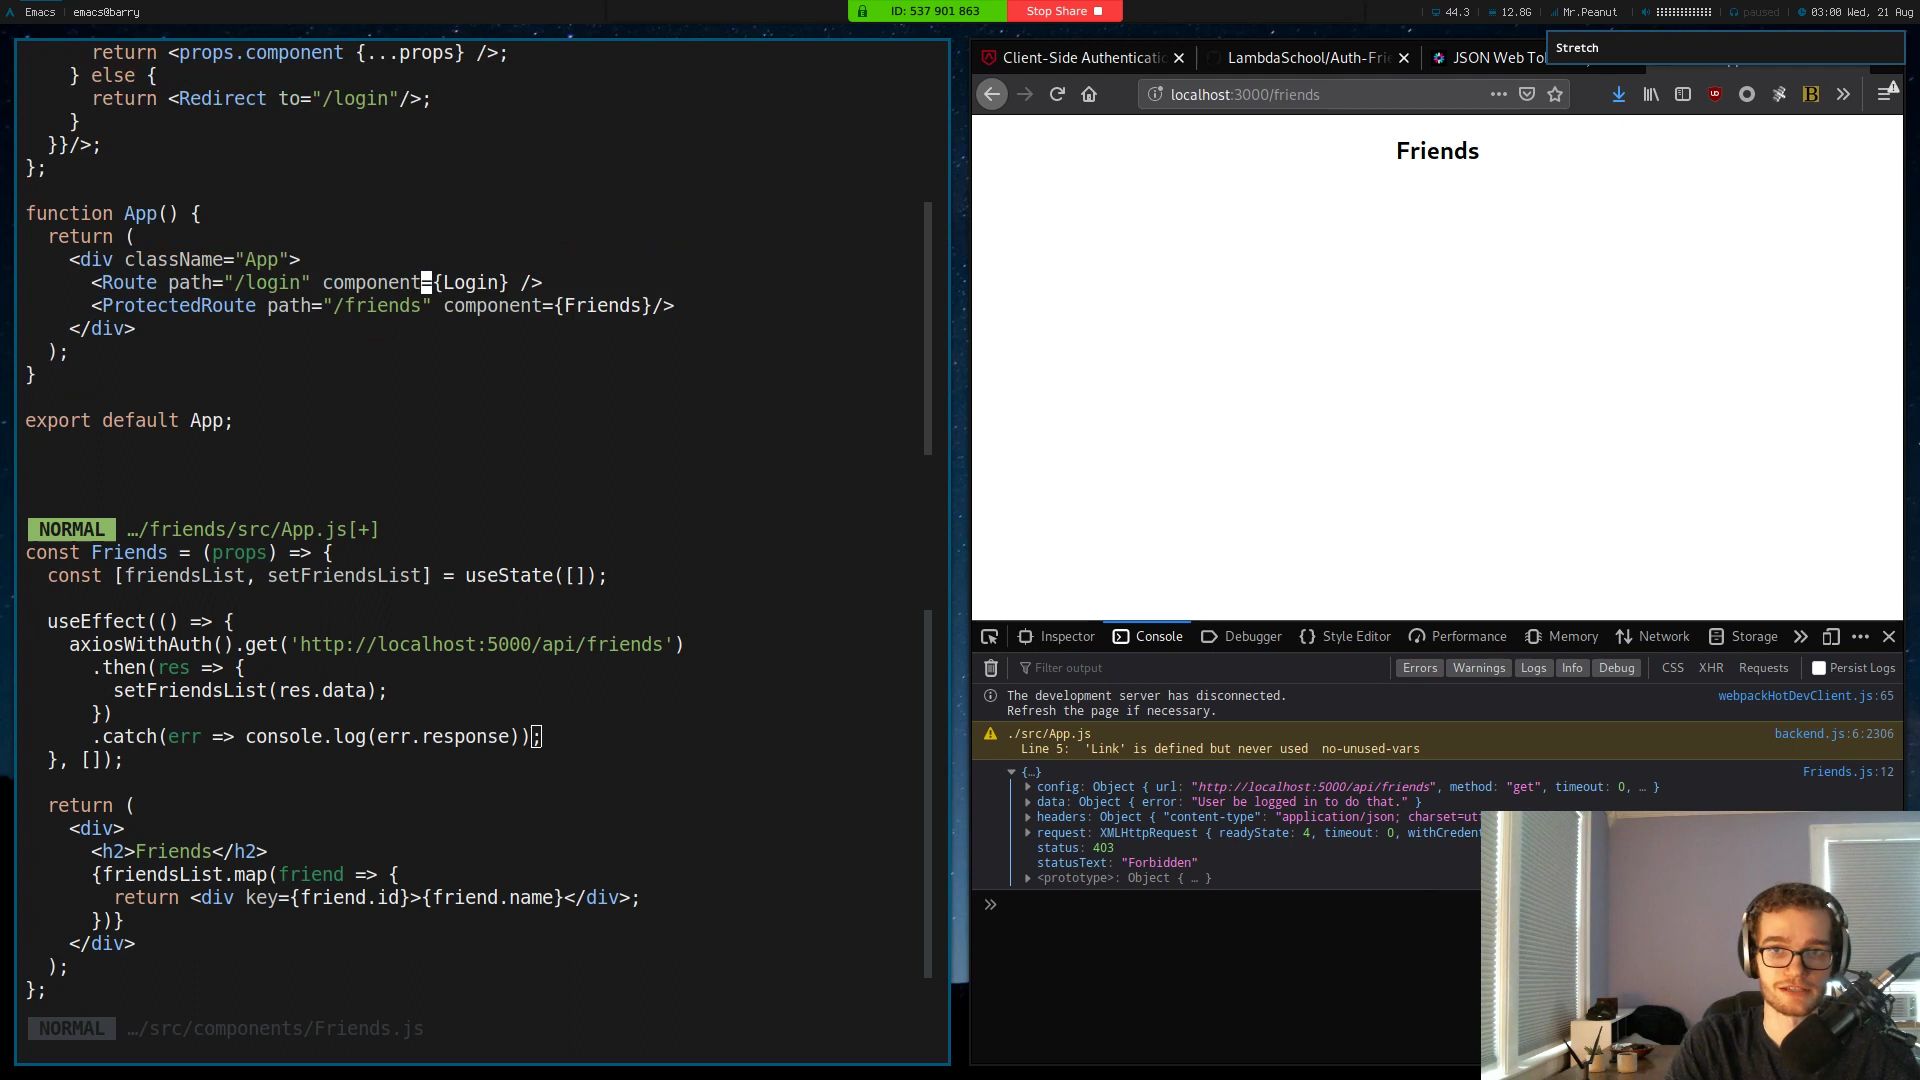 Emacs emacs@barry
ID: 537 901 863 Stop Share
44.3 12.8G Mr.Peanut paused 03:00 Wed, 21 Aug
Stretch
return <props.component {...props} />;
} else {
return <Redirect to="/login"/>;
}
}}/>;
};
function App() {
return (
<div className="App">
<Route path="/login" component={Login} />
<ProtectedRoute path="/friends" component={Friends}/>
</div>
);
}
export default App;
NORMAL …/friends/src/App.js[+]
const Friends = (props) => {
const [friendsList, setFriendsList] = useState([]);
useEffect(() => {
axiosWithAuth().get('http://localhost:5000/api/friends')
.then(res => {
setFriendsList(res.data);
})
.catch(err => console.log(err.response));
}, []);
return (
<div>
<h2>Friends</h2>
{friendsList.map(friend => {
return <div key={friend.id}>{friend.name}</div>;
})}
</div>
);
};
NORMAL …/src/components/Friends.js
Client-Side Authenticati LambdaSchool/Auth-Frie JSON Web To
localhost:3000/friends
Friends
Inspector Console Debugger Style Editor Performance Memory Network Storage
Filter output Errors Warnings Logs Info Debug CSS XHR Requests Persist Logs
The development server has disconnected. webpackHotDevClient.js:65
Refresh the page if necessary.
./src/App.js backend.js:6:2306
Line 5: 'Link' is defined but never used no-unused-vars
{…} Friends.js:12
config: Object { url: "http://localhost:5000/api/friends", method: "get", timeout: 0, … }
data: Object { error: "User be logged in to do that." }
headers: Object { "content-type": "application/json; charset=ut
request: XMLHttpRequest { readyState: 4, timeout: 0, withCredent
status: 403
statusText: "Forbidden"
<prototype>: Object { … }